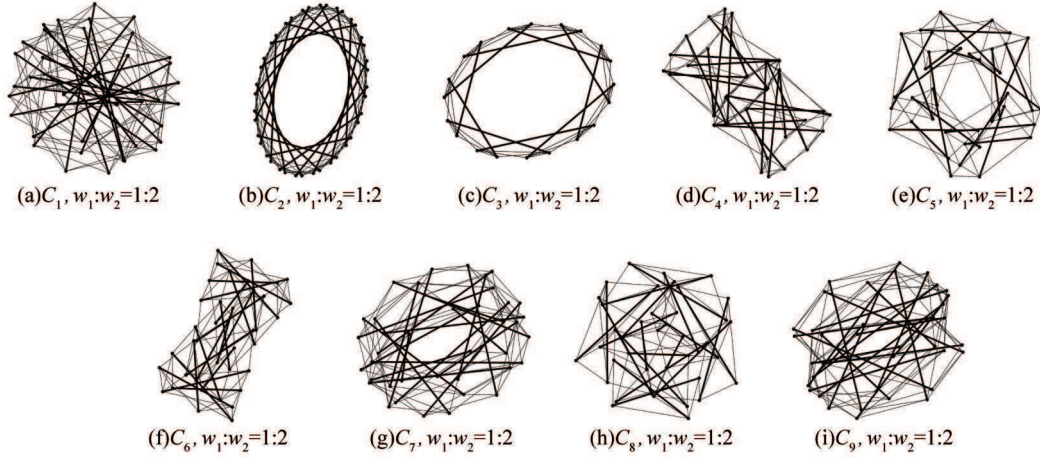 (a)C₁, w₁:w₂=1:2
(b)C₂, w₁:w₂=1:2
(c)C₃, w₁:w₂=1:2
(d)C₄, w₁:w₂=1:2
(e)C₅, w₁:w₂=1:2
(f)C₆, w₁:w₂=1:2
(g)C₇, w₁:w₂=1:2
(h)C₈, w₁:w₂=1:2
(i)C₉, w₁:w₂=1:2